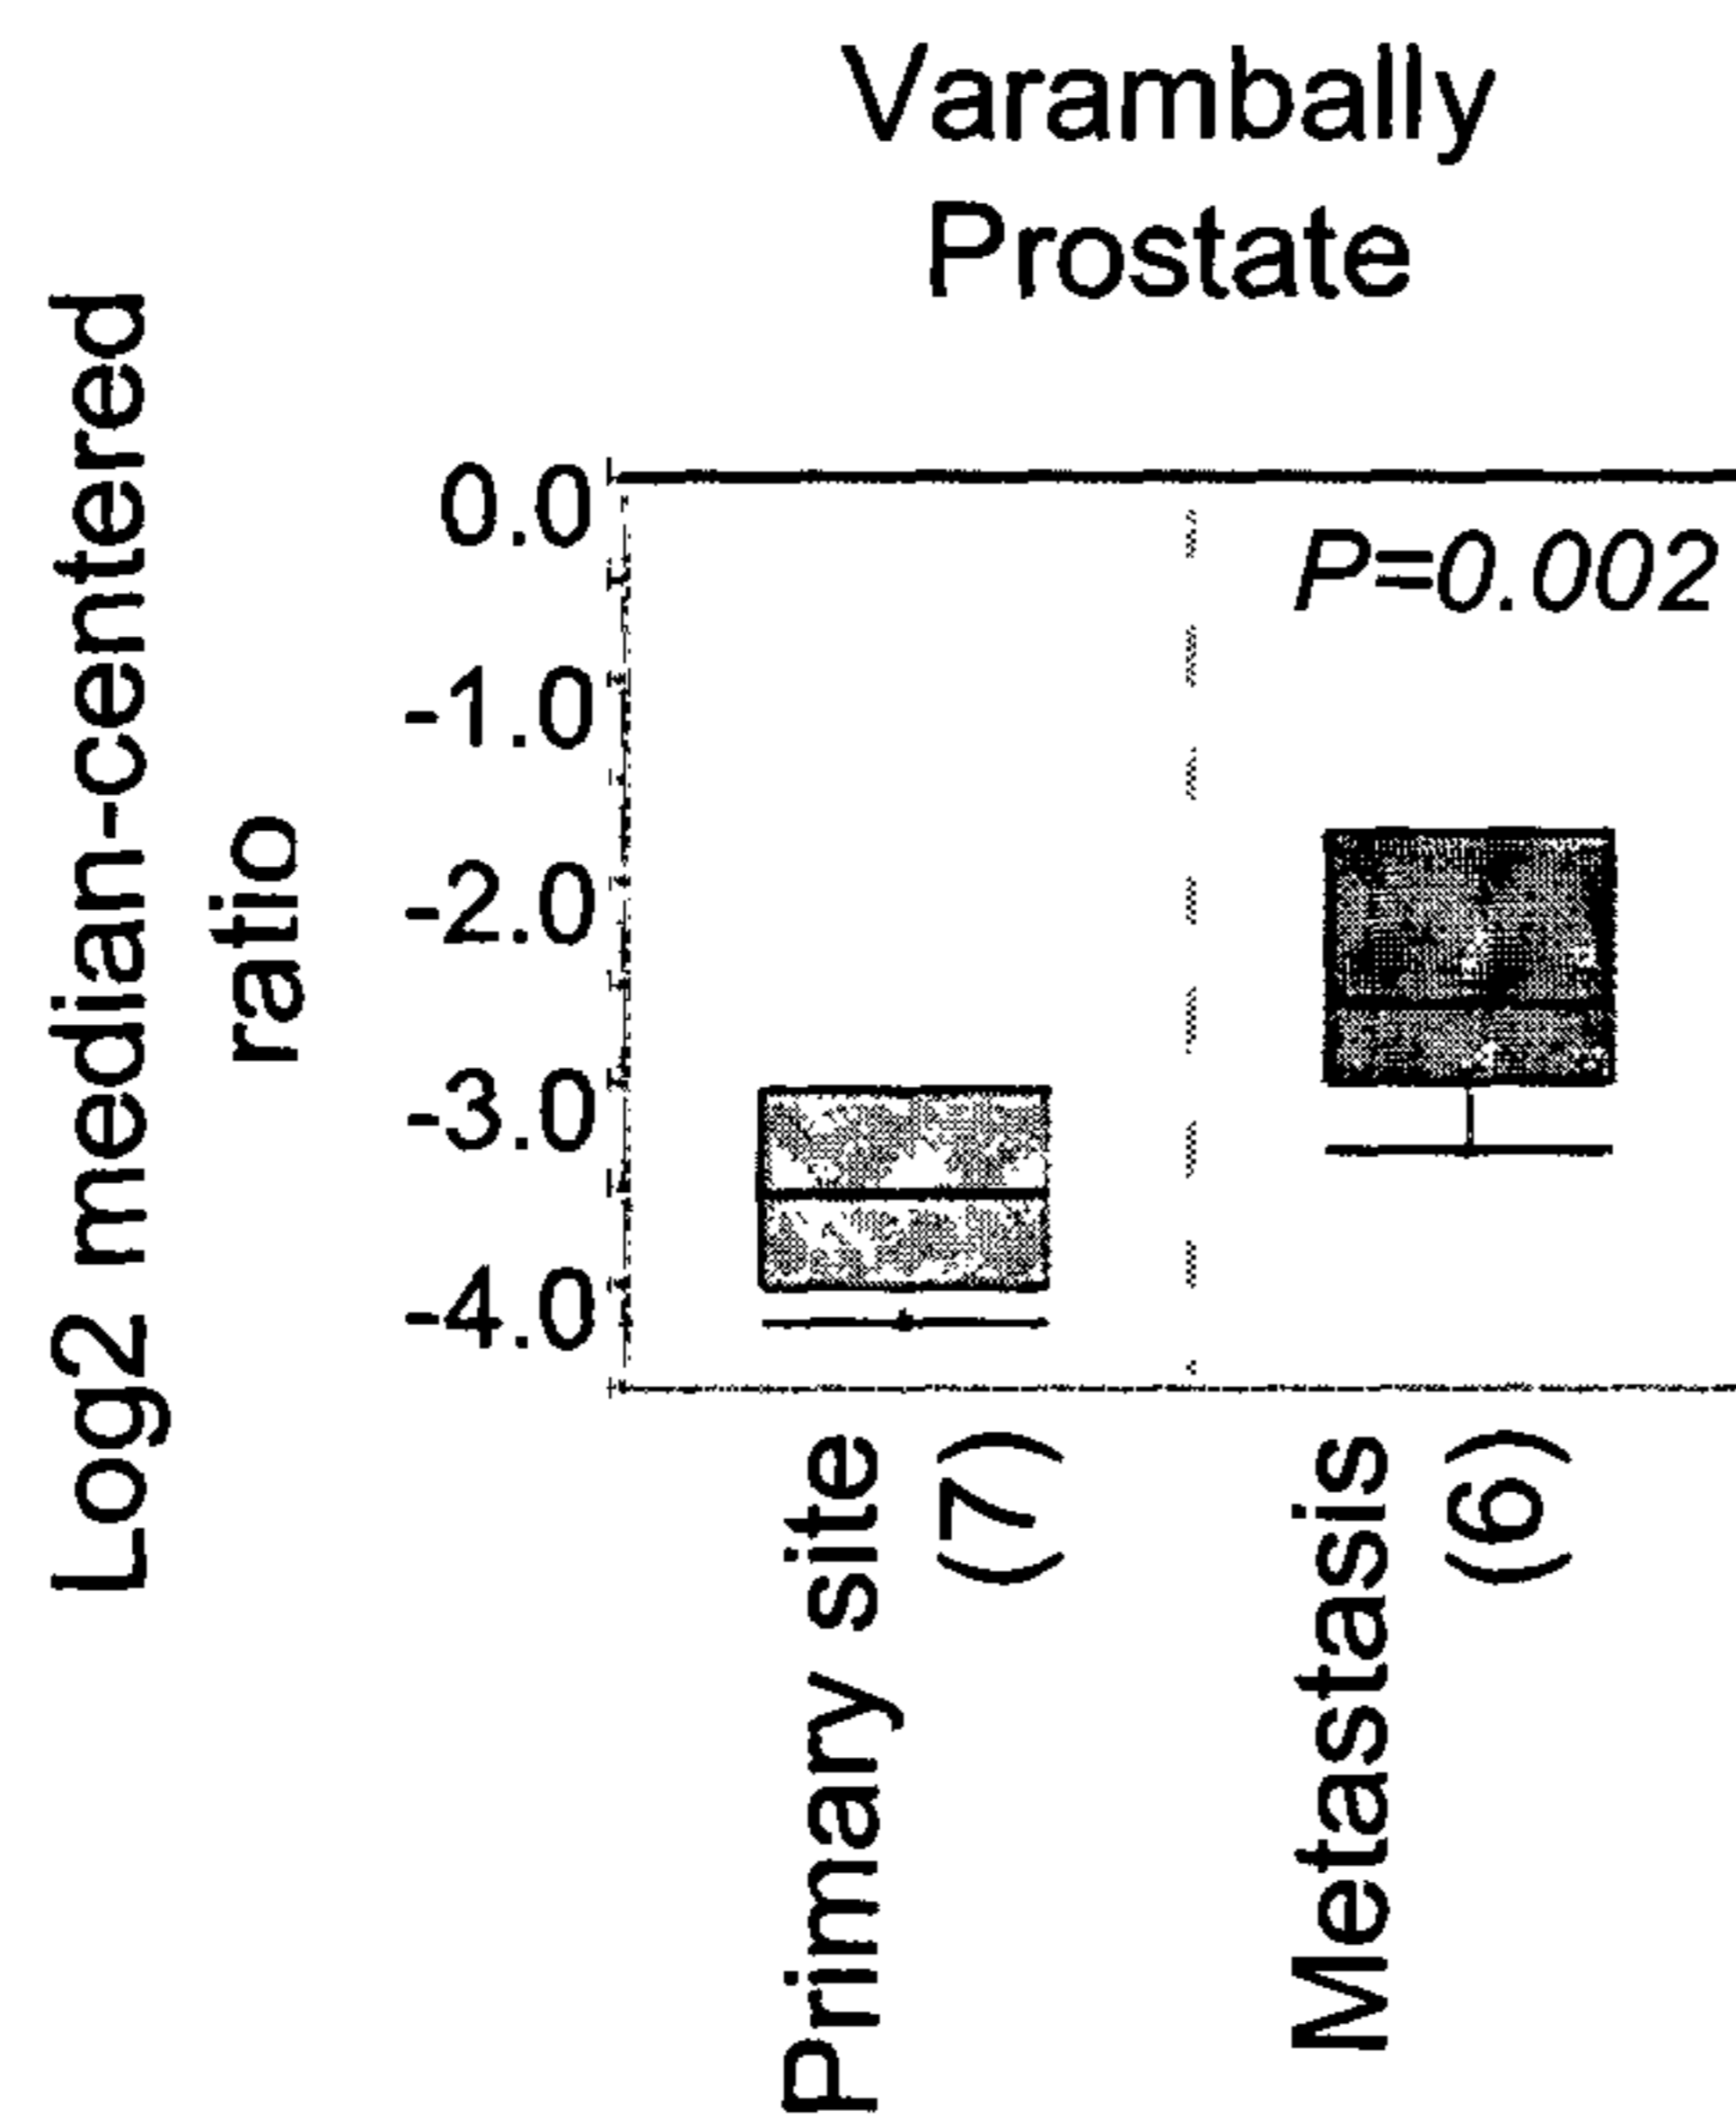 Varambally
Prostate
Log2 median-centered
ratio
0.0
-1.0
-2.0
-3.0
-4.0
P=0.002
Primary site
(7)
Metastasis
(6)